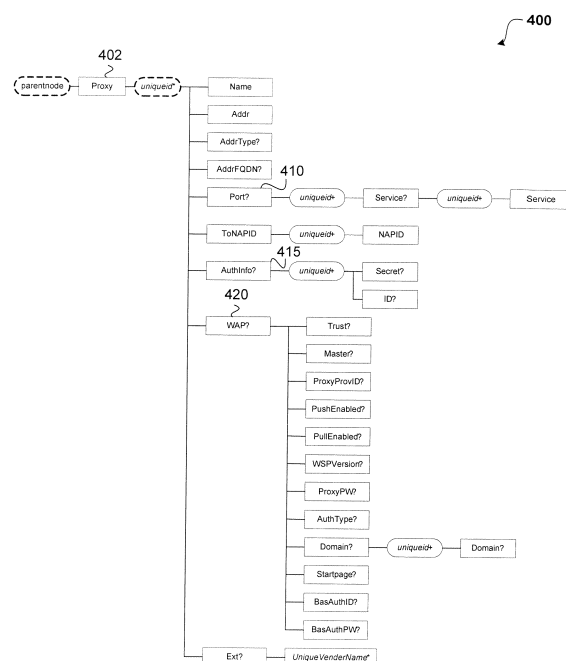 400
402
parentnode Proxy uniqueid* Name
Addr
AddrType?
AddrFQDN?
410
Port? uniqueid+ Service? uniqueid+ Service
ToNAPID uniqueid+ NAPID
415
AuthInfo? uniqueid+ Secret?
ID?
420
WAP? Trust?
Master?
ProxyProvID?
PushEnabled?
PullEnabled?
WSPVersion?
ProxyPW?
AuthType?
Domain? uniqueid+ Domain?
Startpage?
BasAuthID?
BasAuthPW?
Ext? UniqueVenderName*